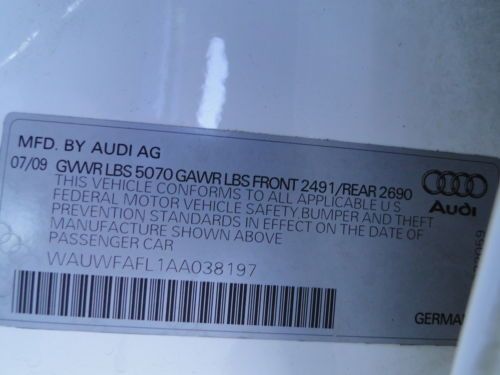 MFD. BY AUDI AG
07/09 GVWR LBS 5070 GAWR LBS FRONT 2491/REAR 2690
THIS VEHICLE CONFORMS TO ALL APPLICABLE U S
FEDERAL MOTOR VEHICLE SAFETY BUMPER AND THEFT
PREVENTION STANDARDS IN EFFECT ON THE DATE OF
MANUFACTURE SHOWN ABOVE
PASSENGER CAR
WAUWFAFL1AA038197
Audi